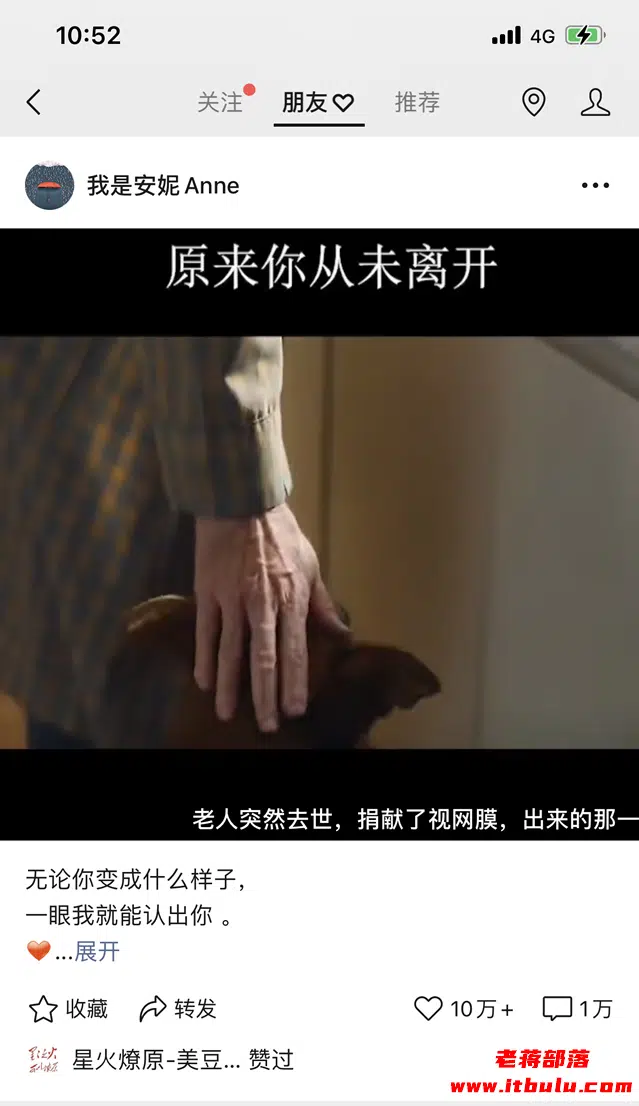 10:52
4G
关注 朋友♡ 推荐
我是安妮Anne
原来你从未离开
老人突然去世，捐献了视网膜，出来的那一
无论你变成什么样子，
一眼我就能认出你 。
...展开
收藏 转发 10万+ 1万
星火燎原-美豆... 赞过
老蒋部落
www.itbulu.com